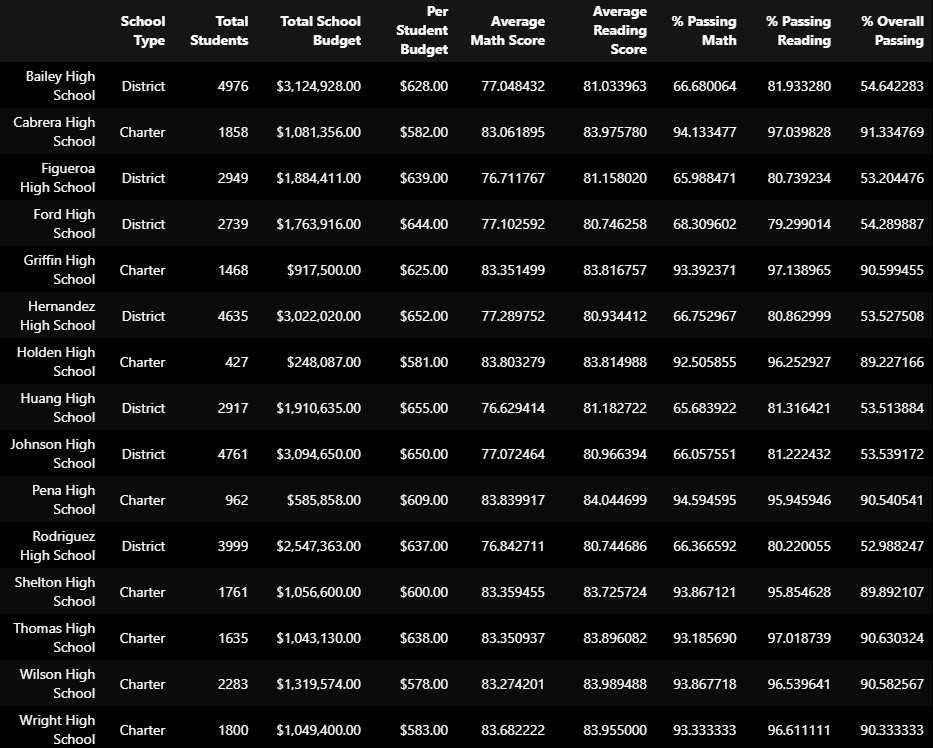 School Type Total Students Total School Budget Per Student Budget Average Math Score Average Reading Score % Passing Math % Passing Reading % Overall Passing
Bailey High School District 4976 $3,124,928.00 $628.00 77.048432 81.033963 66.680064 81.933280 54.642283
Cabrera High School Charter 1858 $1,081,356.00 $582.00 83.061895 83.975780 94.133477 97.039828 91.334769
Figueroa High School District 2949 $1,884,411.00 $639.00 76.711767 81.158020 65.988471 80.739234 53.204476
Ford High School District 2739 $1,763,916.00 $644.00 77.102592 80.746258 68.309602 79.299014 54.289887
Griffin High School Charter 1468 $917,500.00 $625.00 83.351499 83.816757 93.392371 97.138965 90.599455
Hernandez High School District 4635 $3,022,020.00 $652.00 77.289752 80.934412 66.752967 80.862999 53.527508
Holden High School Charter 427 $248,087.00 $581.00 83.803279 83.814988 92.505855 96.252927 89.227166
Huang High School District 2917 $1,910,635.00 $655.00 76.629414 81.182722 65.683922 81.316421 53.513884
Johnson High School District 4761 $3,094,650.00 $650.00 77.072464 80.966394 66.057551 81.222432 53.539172
Pena High School Charter 962 $585,858.00 $609.00 83.839917 84.044699 94.594595 95.945946 90.540541
Rodriguez High School District 3999 $2,547,363.00 $637.00 76.842711 80.744686 66.366592 80.220055 52.988247
Shelton High School Charter 1761 $1,056,600.00 $600.00 83.359455 83.725724 93.867121 95.854628 89.892107
Thomas High School Charter 1635 $1,043,130.00 $638.00 83.350937 83.896082 93.185690 97.018739 90.630324
Wilson High School Charter 2283 $1,319,574.00 $578.00 83.274201 83.989488 93.867718 96.539641 90.582567
Wright High School Charter 1800 $1,049,400.00 $583.00 83.682222 83.955000 93.333333 96.611111 90.333333